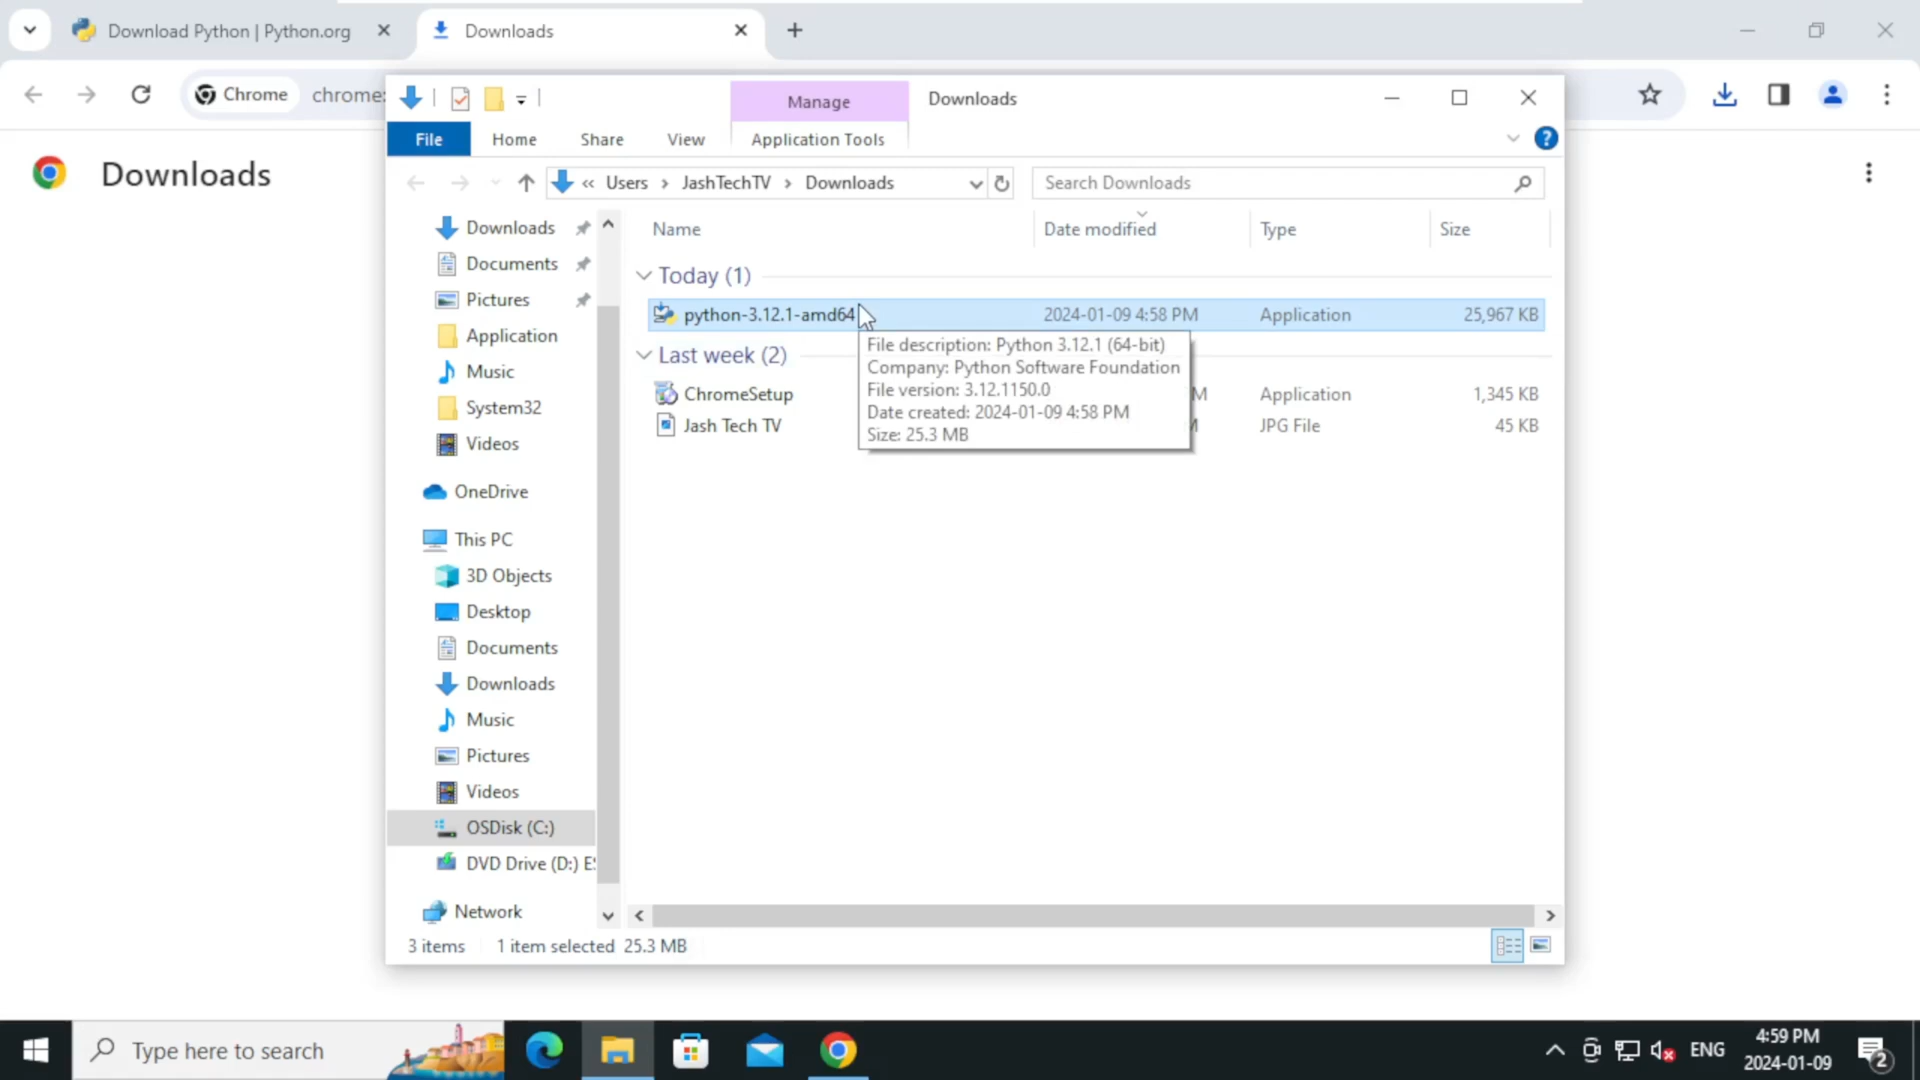 Download Python | Python.org
Downloads
Chrome
chrome:
Downloads
Manage
Downloads
File
Home
Share
View
Application Tools
« Users › JashTechTV › Downloads
Search Downloads
Name
Date modified
Type
Size
Today (1)
python-3.12.1-amd64
2024-01-09 4:58 PM
Application
25,967 KB
Last week (2)
ChromeSetup
M
Application
1,345 KB
Jash Tech TV
JPG File
45 KB
File description: Python 3.12.1 (64-bit)
Company: Python Software Foundation
File version: 3.12.1150.0
Date created: 2024-01-09 4:58 PM
Size: 25.3 MB
Downloads
Documents
Pictures
Application
Music
System32
Videos
OneDrive
This PC
3D Objects
Desktop
Documents
Downloads
Music
Pictures
Videos
OSDisk (C:)
DVD Drive (D:)
Network
3 items
1 item selected 25.3 MB
Type here to search
ENG
4:59 PM
2024-01-09
2